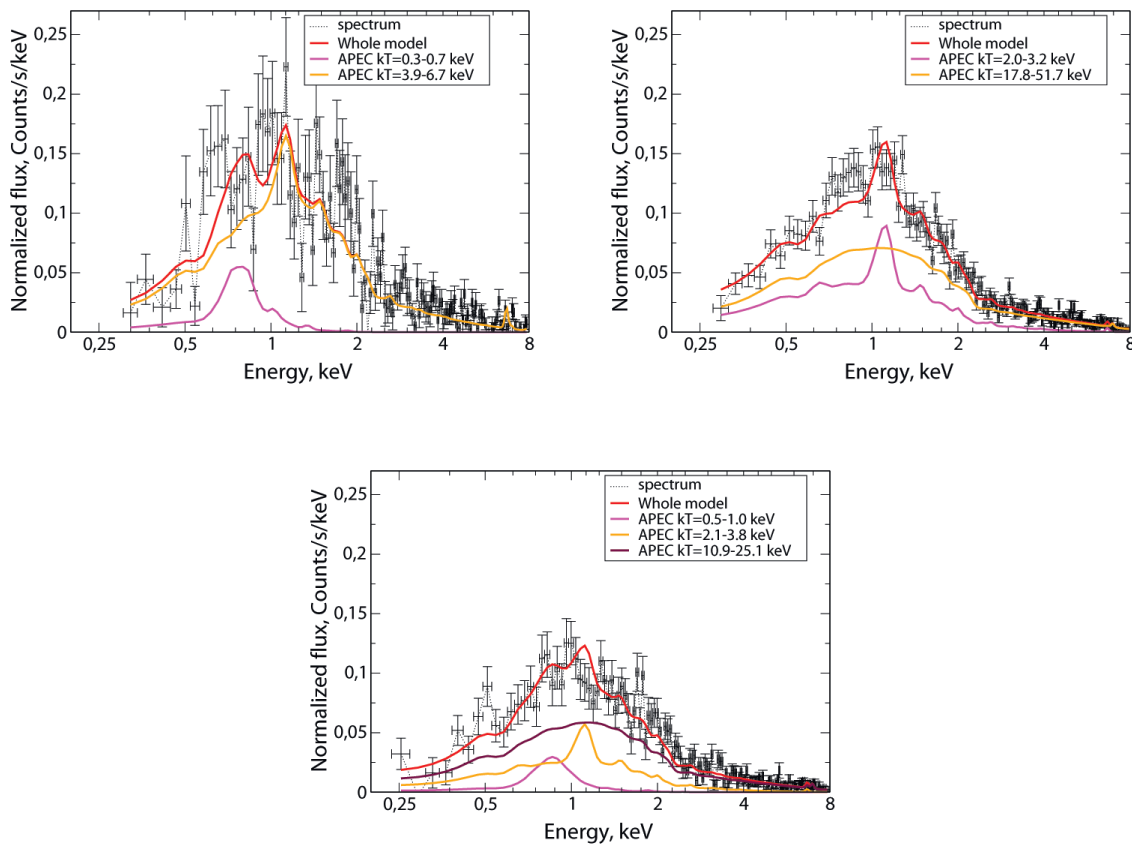 Normalized flux, Counts/s/keV
0,25
0,2
0,15
0,1
0,05
0
spectrum
Whole model
APEC kT=0.3-0.7 keV
APEC kT=3.9-6.7 keV
0,25 0,5 1 2 4 8
Energy, keV
Normalized flux, Counts/s/keV
0,25
0,2
0,15
0,1
0,05
0
spectrum
Whole model
APEC kT=2.0-3.2 keV
APEC kT=17.8-51.7 keV
0,25 0,5 1 2 4 8
Energy, keV
Normalized flux, Counts/s/keV
0,25
0,2
0,15
0,1
0,05
0
spectrum
Whole model
APEC kT=0.5-1.0 keV
APEC kT=2.1-3.8 keV
APEC kT=10.9-25.1 keV
0,25 0,5 1 2 4 8
Energy, keV